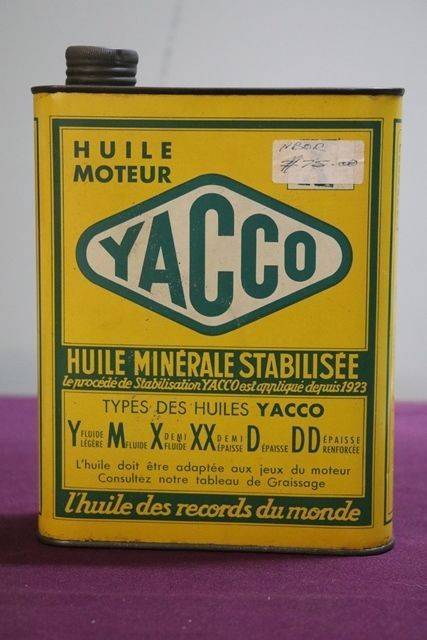 HUILE
MOTEUR
$75.00
YACCO
HUILE MINÉRALE STABILISÉE
le procédé de Stabilisation YACCO est appliqué depuis 1923
TYPES DES HUILES YACCO
Y FLUIDE LÉGÈRE M FLUIDE X DEMI FLUIDE XX DEMI ÉPAISSE D ÉPAISSE DD ÉPAISSE RENFORCÉE
L'huile doit être adaptée aux jeux du moteur
Consultez notre tableau de Graissage
l'huile des records du monde